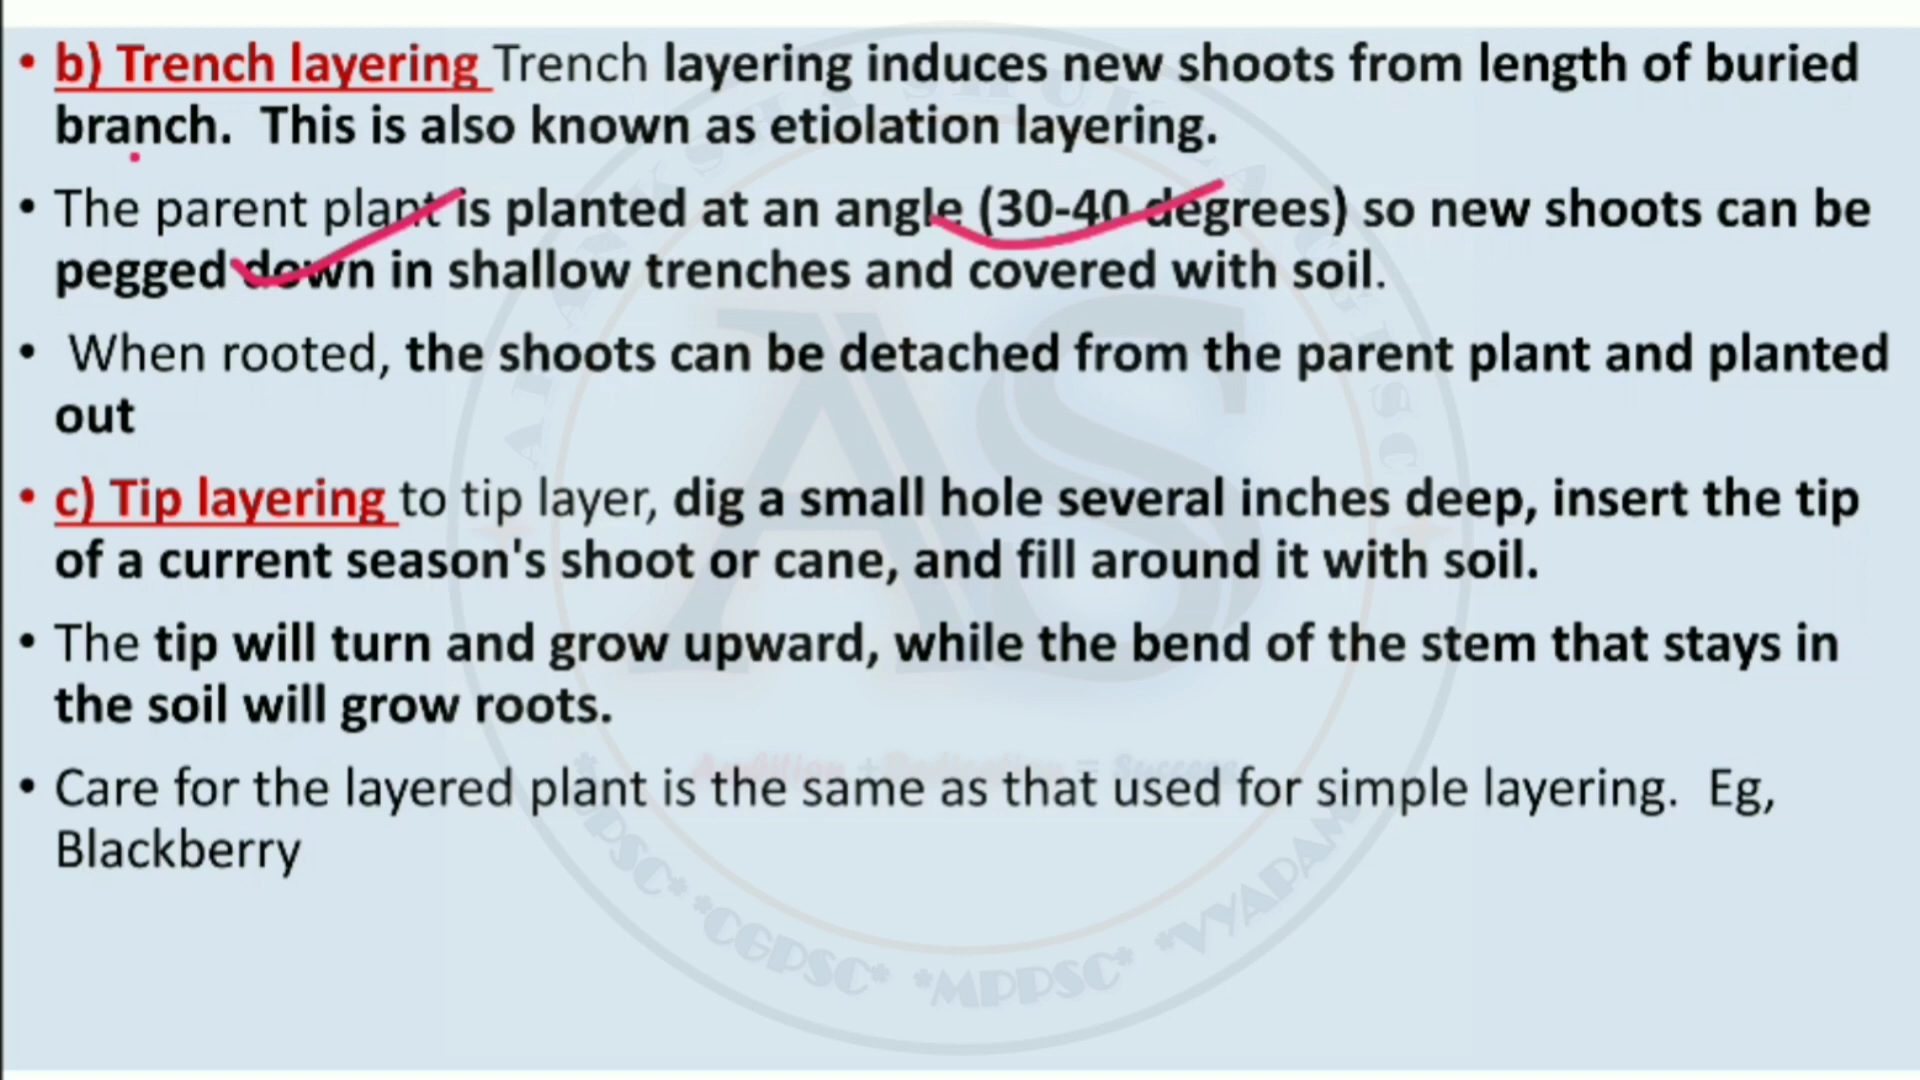 • b) Trench layering Trench layering induces new shoots from length of buried
branch. This is also known as etiolation layering.
• The parent plant is planted at an angle (30-40 degrees) so new shoots can be
pegged down in shallow trenches and covered with soil.
• When rooted, the shoots can be detached from the parent plant and planted
out
• c) Tip layering to tip layer, dig a small hole several inches deep, insert the tip
of a current season's shoot or cane, and fill around it with soil.
• The tip will turn and grow upward, while the bend of the stem that stays in
the soil will grow roots.
• Care for the layered plant is the same as that used for simple layering. Eg,
Blackberry
AS
*CGPSC* *MPPSC* *VYAPAM*